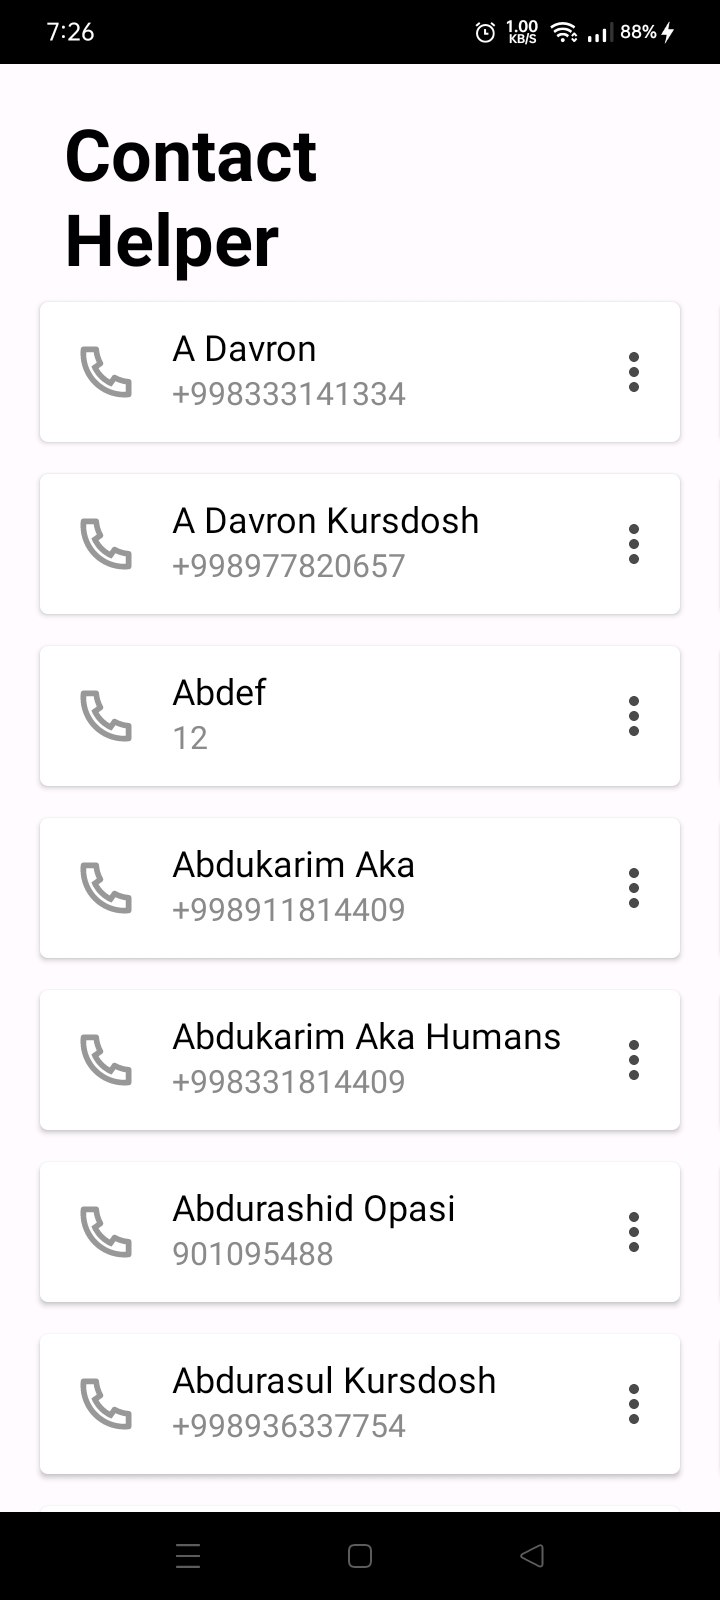 7:26
1.00
KB/S
88%
Contact
Helper
A Davron
+998333141334
A Davron Kursdosh
+998977820657
Abdef
12
Abdukarim Aka
+998911814409
Abdukarim Aka Humans
+998331814409
Abdurashid Opasi
901095488
Abdurasul Kursdosh
+998936337754